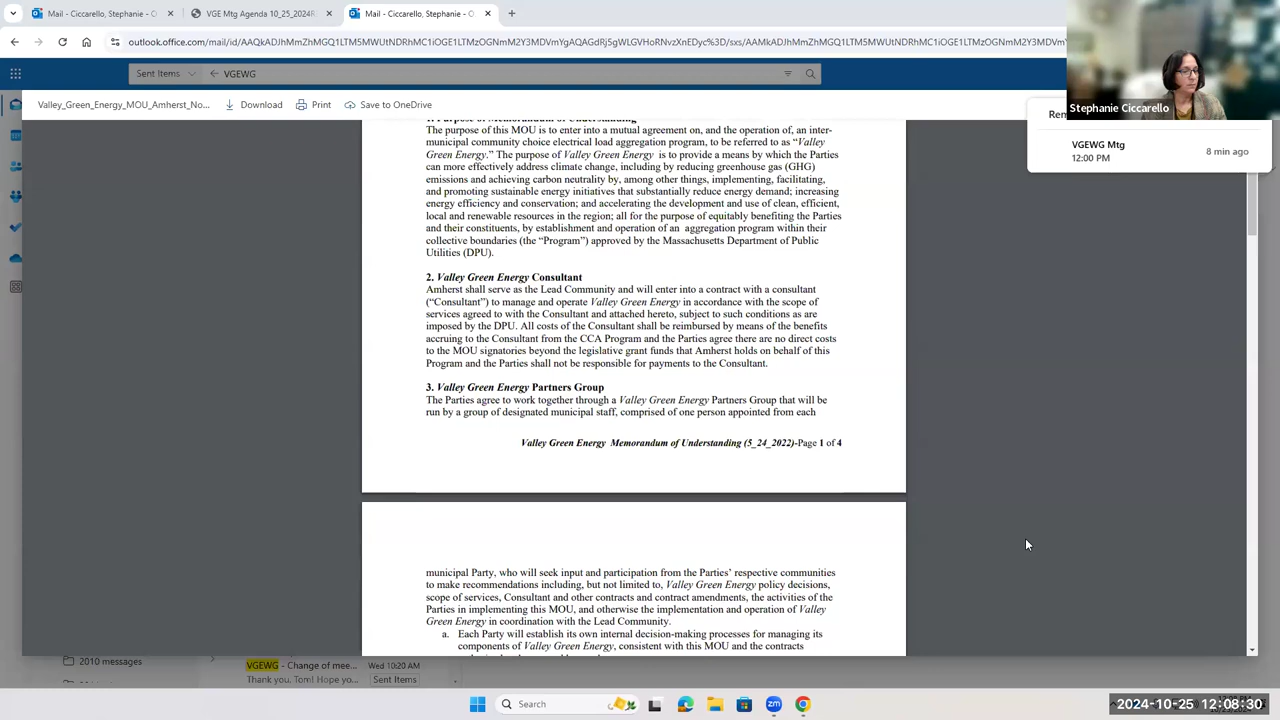 Mail - Ciccarello, Stephanie - C
VGE Mtg Agenda 10_25_2024R
Mail - Ciccarello, Stephanie - O
outlook.office.com/mail/id/
Sent Items
VGEWG
Valley_Green_Energy_MOU_Amherst_No...
Download
Print
Save to OneDrive
Stephanie Ciccarello
VGEWG Mtg
12:00 PM
8 min ago
1. Purpose of Memorandum of Understanding
The purpose of this MOU is to enter into a mutual agreement on, and the operation of, an inter-
municipal community choice electrical load aggregation program, to be referred to as “Valley
Green Energy.” The purpose of Valley Green Energy is to provide a means by which the Parties
can more effectively address climate change, including by reducing greenhouse gas (GHG)
emissions and achieving carbon neutrality by, among other things, implementing, facilitating,
and promoting sustainable energy initiatives that substantially reduce energy demand; increasing
energy efficiency and conservation; and accelerating the development and use of clean, efficient,
local and renewable resources in the region; all for the purpose of equitably benefiting the Parties
and their constituents, by establishment and operation of an aggregation program within their
collective boundaries (the “Program”) approved by the Massachusetts Department of Public
Utilities (DPU).
2. Valley Green Energy Consultant
Amherst shall serve as the Lead Community and will enter into a contract with a consultant
(“Consultant”) to manage and operate Valley Green Energy in accordance with the scope of
services agreed to with the Consultant and attached hereto, subject to such conditions as are
imposed by the DPU. All costs of the Consultant shall be reimbursed by means of the benefits
accruing to the Consultant from the CCA Program and the Parties agree there are no direct costs
to the MOU signatories beyond the legislative grant funds that Amherst holds on behalf of this
Program and the Parties shall not be responsible for payments to the Consultant.
3. Valley Green Energy Partners Group
The Parties agree to work together through a Valley Green Energy Partners Group that will be
run by a group of designated municipal staff, comprised of one person appointed from each
Valley Green Energy Memorandum of Understanding (5_24_2022)-Page 1 of 4
municipal Party, who will seek input and participation from the Parties’ respective communities
to make recommendations including, but not limited to, Valley Green Energy policy decisions,
scope of services, Consultant and other contracts and contract amendments, the activities of the
Parties in implementing this MOU, and otherwise the implementation and operation of Valley
Green Energy in coordination with the Lead Community.
a. Each Party will establish its own internal decision-making processes for managing its
components of Valley Green Energy, consistent with this MOU and the contracts
2010 messages
VGEWG - Change of mee...
Wed 10:20 AM
Thank you, Tom! Hope yo...
Sent Items
Search
2024-10-25 12:08:30